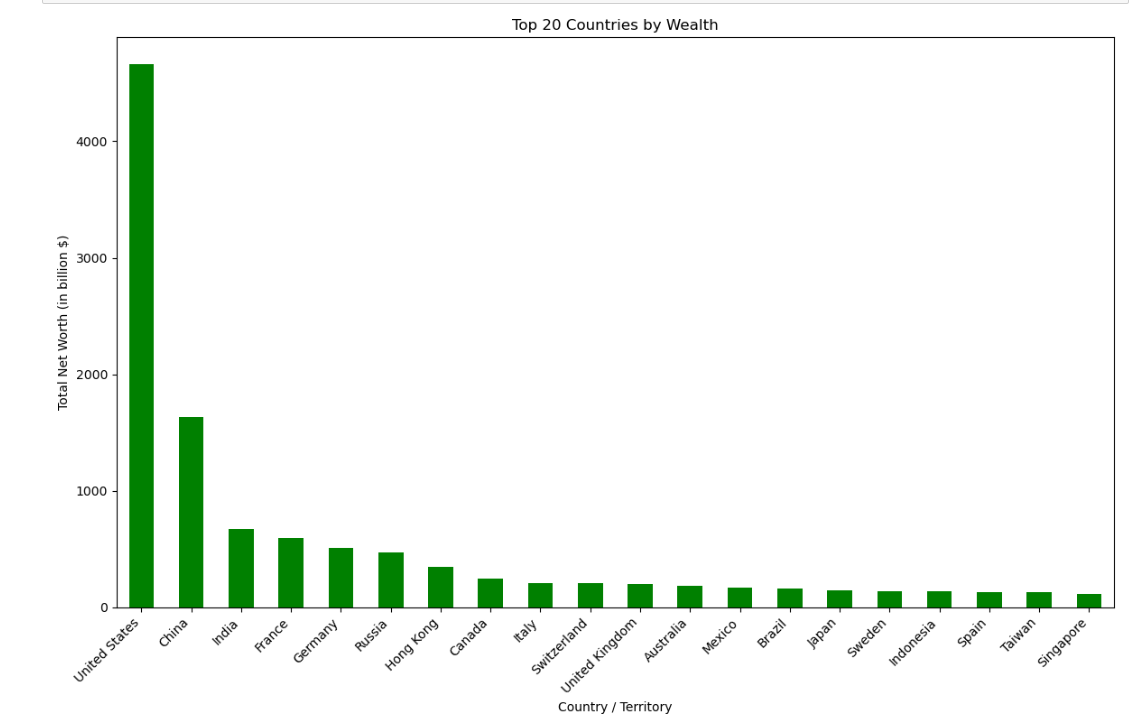 Top 20 Countries by Wealth
Total Net Worth (in billion $)
4000
3000
2000
1000
0
United States
China
India
France
Germany
Russia
Hong Kong
Canada
Italy
Switzerland
United Kingdom
Australia
Mexico
Brazil
Japan
Sweden
Indonesia
Spain
Taiwan
Singapore
Country / Territory